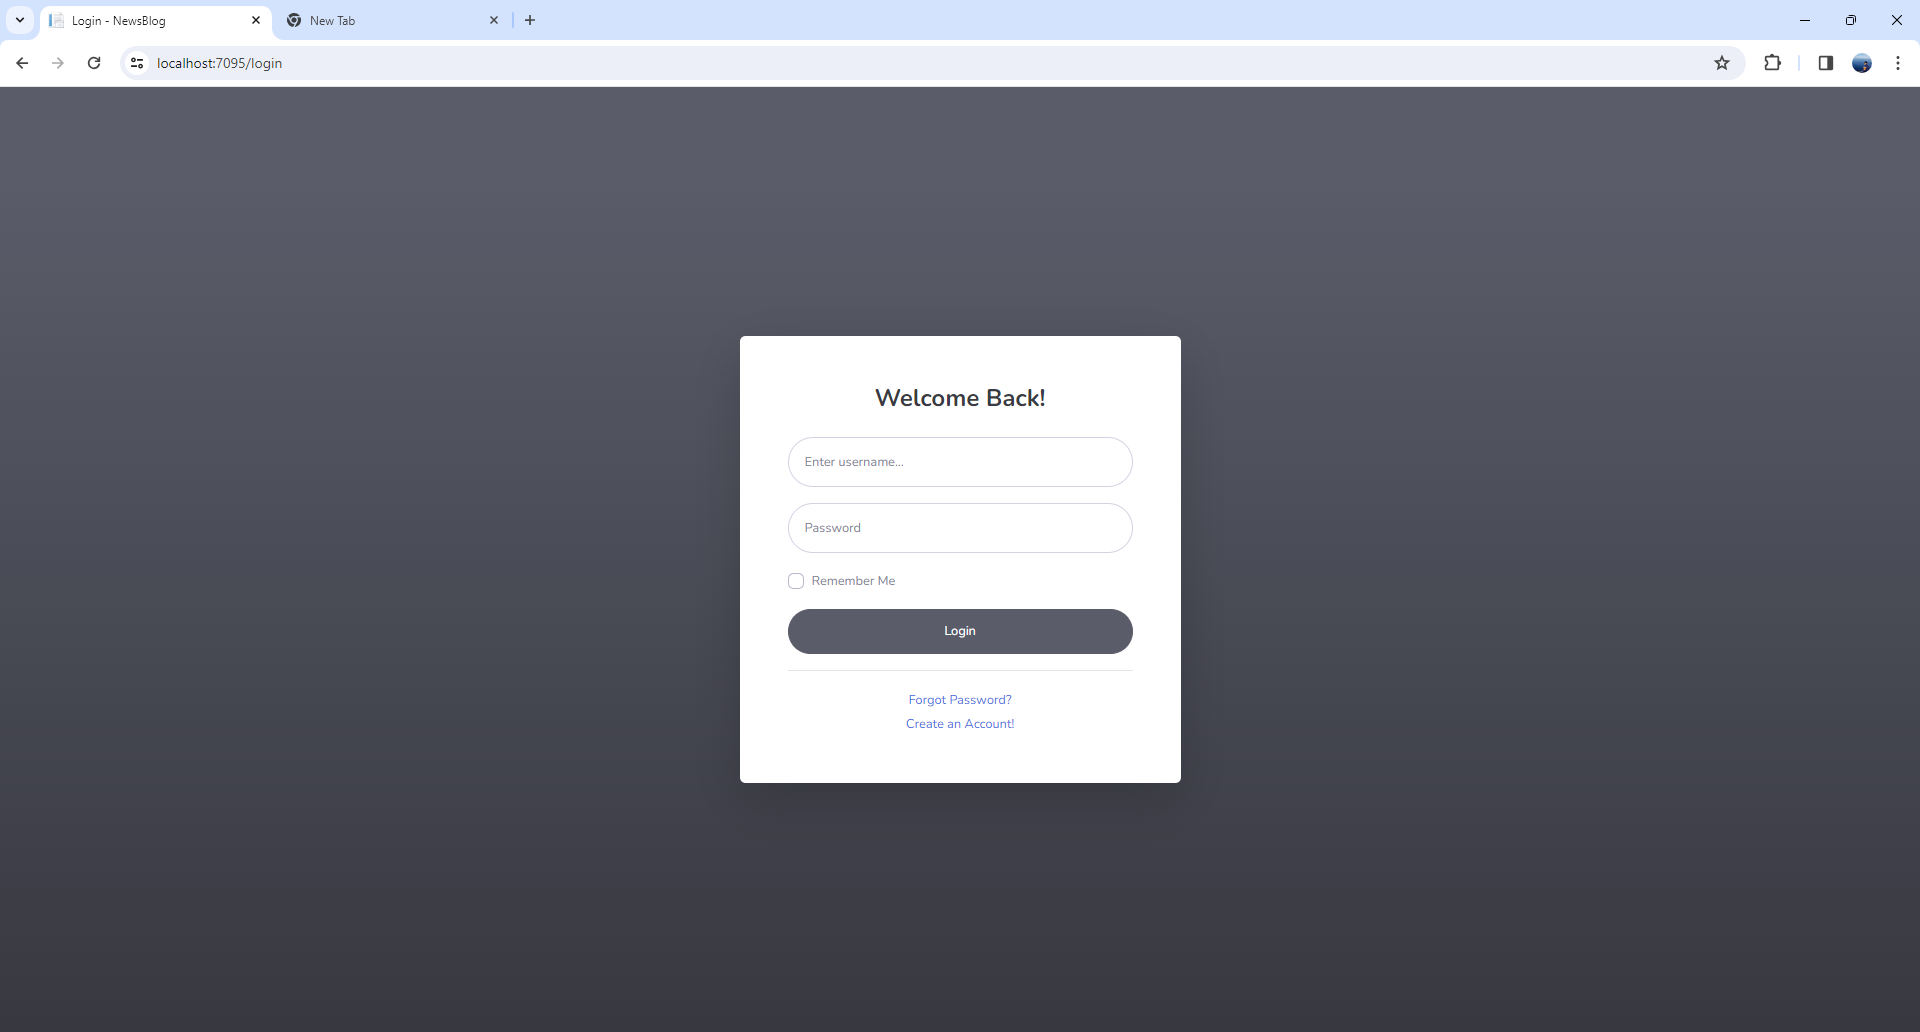 Login - NewsBlog
New Tab
localhost:7095/login
Welcome Back!
Enter username...
Password
Remember Me
Login
Forgot Password?
Create an Account!